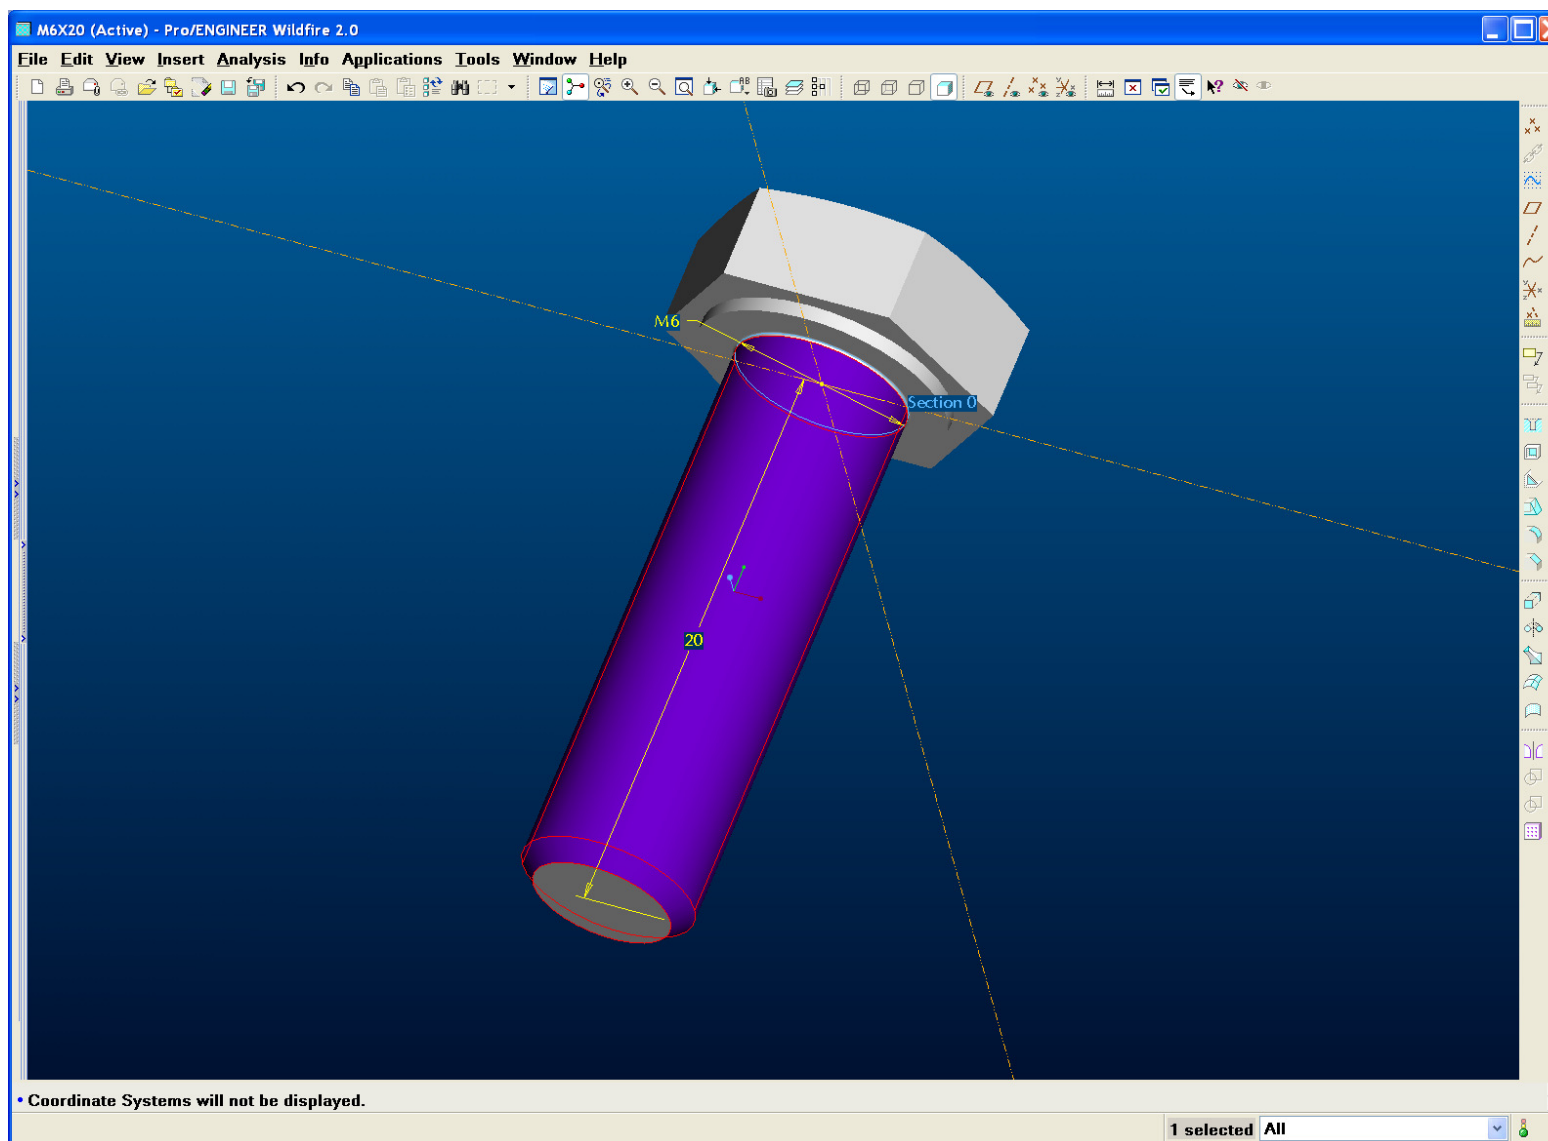 M6X20 (Active) - Pro/ENGINEER Wildfire 2.0
File Edit View Insert Analysis Info Applications Tools Window Help
M6
Section 0
20
• Coordinate Systems will not be displayed.
1 selected All